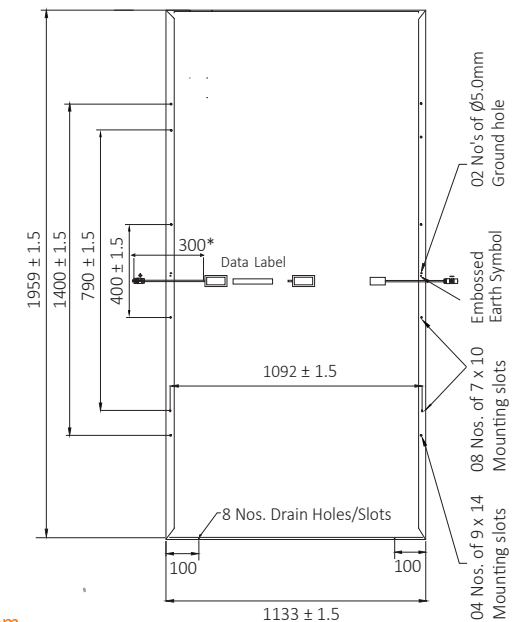 1959 ± 1.5
1400 ± 1.5
790 ± 1.5
400 ± 1.5
300*
Data Label
+
−
02 No's of Ø5.0mm
Ground hole
Embossed
Earth Symbol
1092 ± 1.5
08 Nos. of 7 x 10
Mounting slots
8 Nos. Drain Holes/Slots
04 Nos. of 9 x 14
Mounting slots
100
100
1133 ± 1.5
m